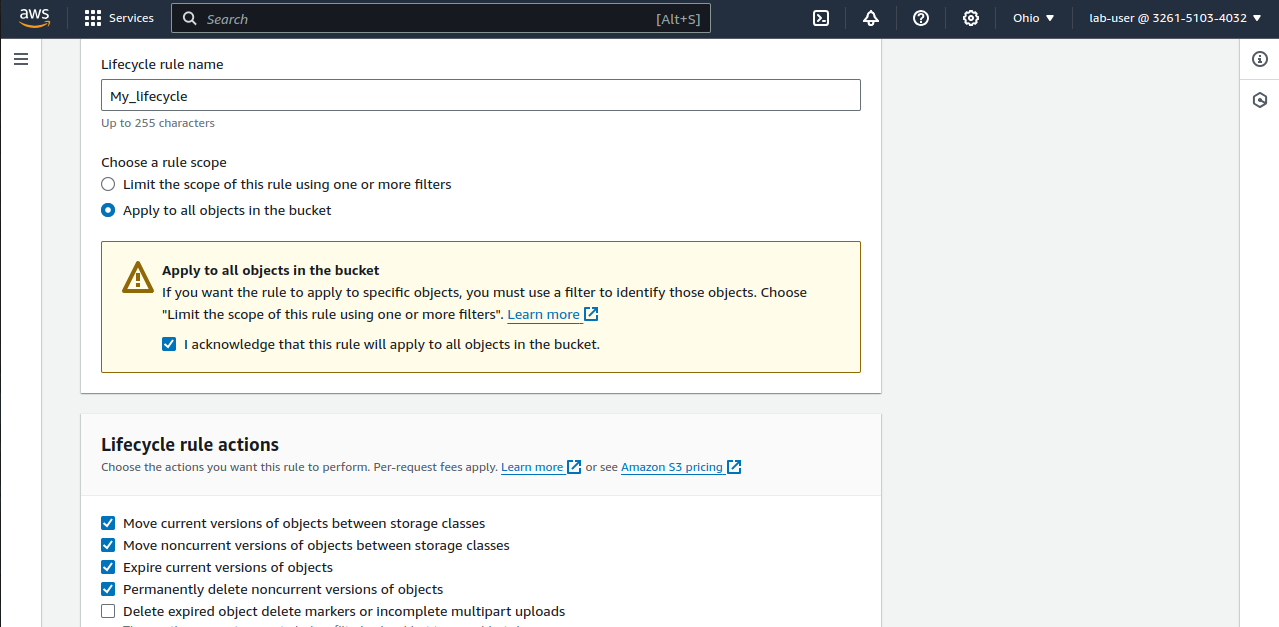 aws
Services
Search
[Alt+S]
Ohio
lab-user @ 3261-5103-4032
Lifecycle rule name
My_lifecycle
Up to 255 characters
Choose a rule scope
Limit the scope of this rule using one or more filters
Apply to all objects in the bucket
Apply to all objects in the bucket
If you want the rule to apply to specific objects, you must use a filter to identify those objects. Choose
"Limit the scope of this rule using one or more filters". Learn more
I acknowledge that this rule will apply to all objects in the bucket.
Lifecycle rule actions
Choose the actions you want this rule to perform. Per-request fees apply. Learn more or see Amazon S3 pricing
Move current versions of objects between storage classes
Move noncurrent versions of objects between storage classes
Expire current versions of objects
Permanently delete noncurrent versions of objects
Delete expired object delete markers or incomplete multipart uploads